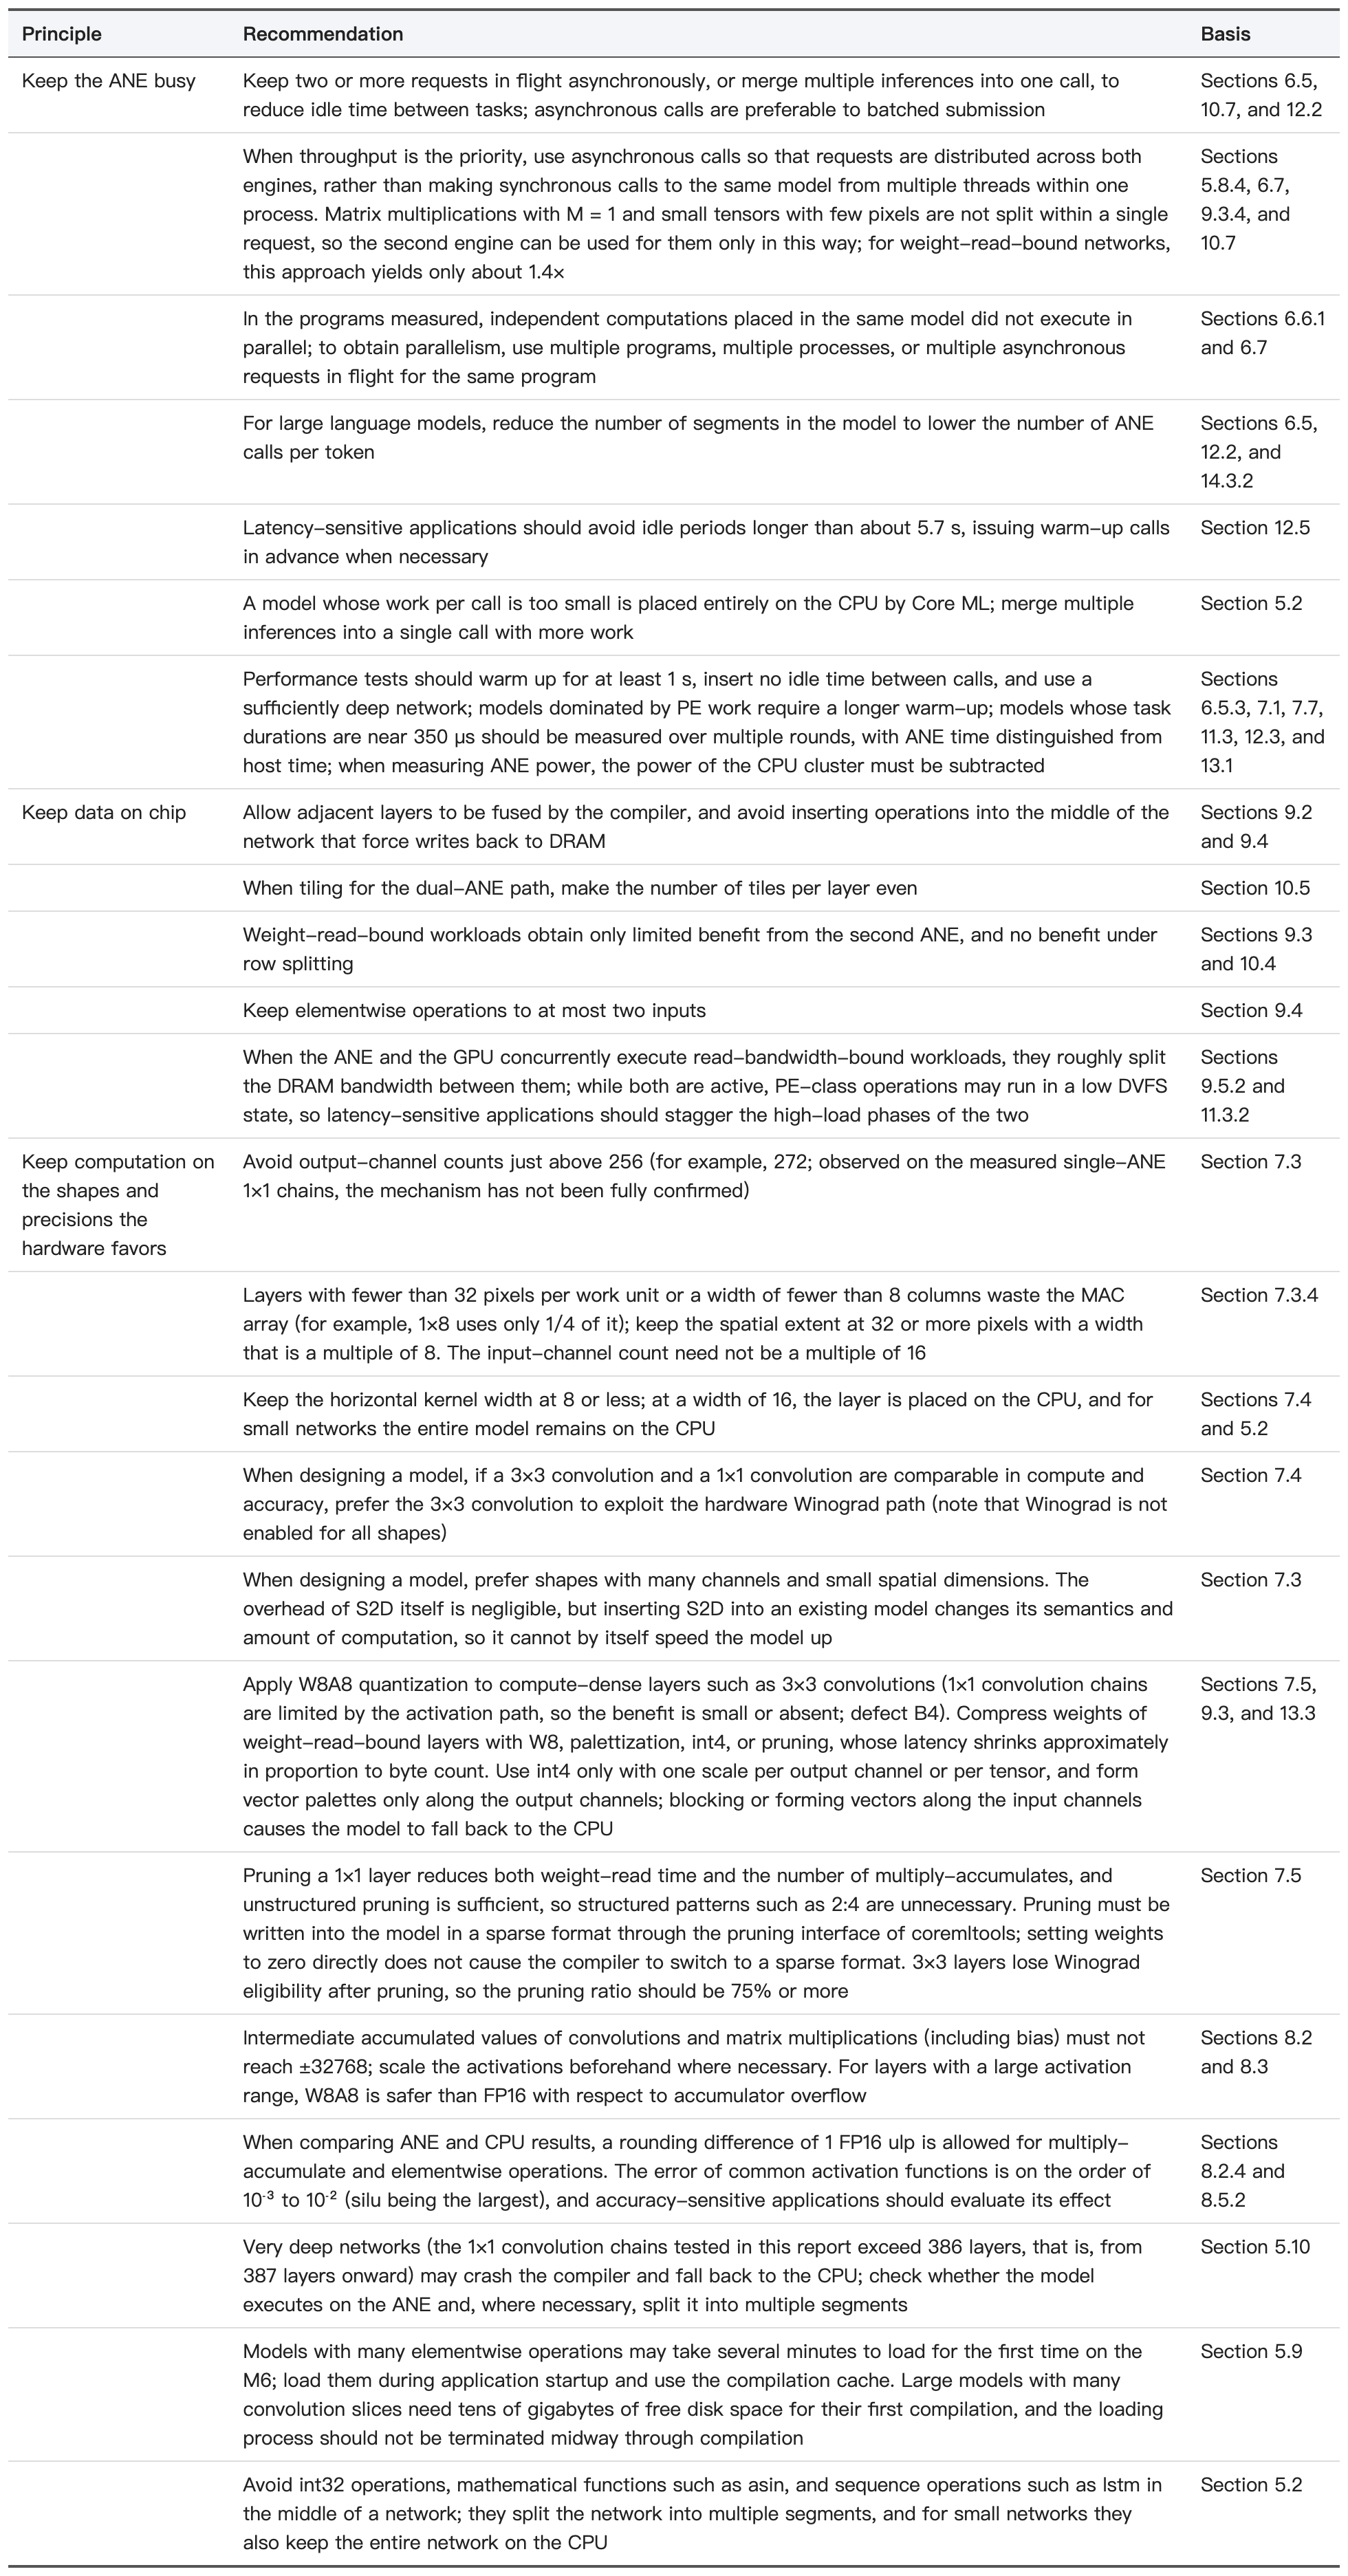 Principle Recommendation Basis
Keep the ANE busy Keep two or more requests in flight asynchronously, or merge multiple inferences into one call, to Sections 6.5,
reduce idle time between tasks; asynchronous calls are preferable to batched submission 10.7, and 12.2
When throughput is the priority, use asynchronous calls so that requests are distributed across both Sections
engines, rather than making synchronous calls to the same model from multiple threads within one 5.8.4, 6.7,
process. Matrix multiplications with M = 1 and small tensors with few pixels are not split within a single 9.3.4, and
request, so the second engine can be used for them only in this way; for weight-read-bound networks, 10.7
this approach yields only about 1.4×
In the programs measured, independent computations placed in the same model did not execute in Sections 6.6.1
parallel; to obtain parallelism, use multiple programs, multiple processes, or multiple asynchronous and 6.7
requests in flight for the same program
For large language models, reduce the number of segments in the model to lower the number of ANE Sections 6.5,
calls per token 12.2, and
14.3.2
Latency-sensitive applications should avoid idle periods longer than about 5.7 s, issuing warm-up calls Section 12.5
in advance when necessary
A model whose work per call is too small is placed entirely on the CPU by Core ML; merge multiple Section 5.2
inferences into a single call with more work
Performance tests should warm up for at least 1 s, insert no idle time between calls, and use a Sections
sufficiently deep network; models dominated by PE work require a longer warm-up; models whose task 6.5.3, 7.1, 7.7,
durations are near 350 µs should be measured over multiple rounds, with ANE time distinguished from 11.3, 12.3, and
host time; when measuring ANE power, the power of the CPU cluster must be subtracted 13.1
Keep data on chip Allow adjacent layers to be fused by the compiler, and avoid inserting operations into the middle of the Sections 9.2
network that force writes back to DRAM and 9.4
When tiling for the dual-ANE path, make the number of tiles per layer even Section 10.5
Weight-read-bound workloads obtain only limited benefit from the second ANE, and no benefit under Sections 9.3
row splitting and 10.4
Keep elementwise operations to at most two inputs Section 9.4
When the ANE and the GPU concurrently execute read-bandwidth-bound workloads, they roughly split Sections
the DRAM bandwidth between them; while both are active, PE-class operations may run in a low DVFS 9.5.2 and
state, so latency-sensitive applications should stagger the high-load phases of the two 11.3.2
Keep computation on Avoid output-channel counts just above 256 (for example, 272; observed on the measured single-ANE Section 7.3
the shapes and 1×1 chains, the mechanism has not been fully confirmed)
precisions the
hardware favors
Layers with fewer than 32 pixels per work unit or a width of fewer than 8 columns waste the MAC Section 7.3.4
array (for example, 1×8 uses only 1/4 of it); keep the spatial extent at 32 or more pixels with a width
that is a multiple of 8. The input-channel count need not be a multiple of 16
Keep the horizontal kernel width at 8 or less; at a width of 16, the layer is placed on the CPU, and for Sections 7.4
small networks the entire model remains on the CPU and 5.2
When designing a model, if a 3×3 convolution and a 1×1 convolution are comparable in compute and Section 7.4
accuracy, prefer the 3×3 convolution to exploit the hardware Winograd path (note that Winograd is not
enabled for all shapes)
When designing a model, prefer shapes with many channels and small spatial dimensions. The Section 7.3
overhead of S2D itself is negligible, but inserting S2D into an existing model changes its semantics and
amount of computation, so it cannot by itself speed the model up
Apply W8A8 quantization to compute-dense layers such as 3×3 convolutions (1×1 convolution chains Sections 7.5,
are limited by the activation path, so the benefit is small or absent; defect B4). Compress weights of 9.3, and 13.3
weight-read-bound layers with W8, palettization, int4, or pruning, whose latency shrinks approximately
in proportion to byte count. Use int4 only with one scale per output channel or per tensor, and form
vector palettes only along the output channels; blocking or forming vectors along the input channels
causes the model to fall back to the CPU
Pruning a 1×1 layer reduces both weight-read time and the number of multiply-accumulates, and Section 7.5
unstructured pruning is sufficient, so structured patterns such as 2:4 are unnecessary. Pruning must be
written into the model in a sparse format through the pruning interface of coremltools; setting weights
to zero directly does not cause the compiler to switch to a sparse format. 3×3 layers lose Winograd
eligibility after pruning, so the pruning ratio should be 75% or more
Intermediate accumulated values of convolutions and matrix multiplications (including bias) must not Sections 8.2
reach ±32768; scale the activations beforehand where necessary. For layers with a large activation and 8.3
range, W8A8 is safer than FP16 with respect to accumulator overflow
When comparing ANE and CPU results, a rounding difference of 1 FP16 ulp is allowed for multiply- Sections
accumulate and elementwise operations. The error of common activation functions is on the order of 8.2.4 and
10⁻³ to 10⁻² (silu being the largest), and accuracy-sensitive applications should evaluate its effect 8.5.2
Very deep networks (the 1×1 convolution chains tested in this report exceed 386 layers, that is, from Section 5.10
387 layers onward) may crash the compiler and fall back to the CPU; check whether the model
executes on the ANE and, where necessary, split it into multiple segments
Models with many elementwise operations may take several minutes to load for the first time on the Section 5.9
M6; load them during application startup and use the compilation cache. Large models with many
convolution slices need tens of gigabytes of free disk space for their first compilation, and the loading
process should not be terminated midway through compilation
Avoid int32 operations, mathematical functions such as asin, and sequence operations such as lstm in Section 5.2
the middle of a network; they split the network into multiple segments, and for small networks they
also keep the entire network on the CPU